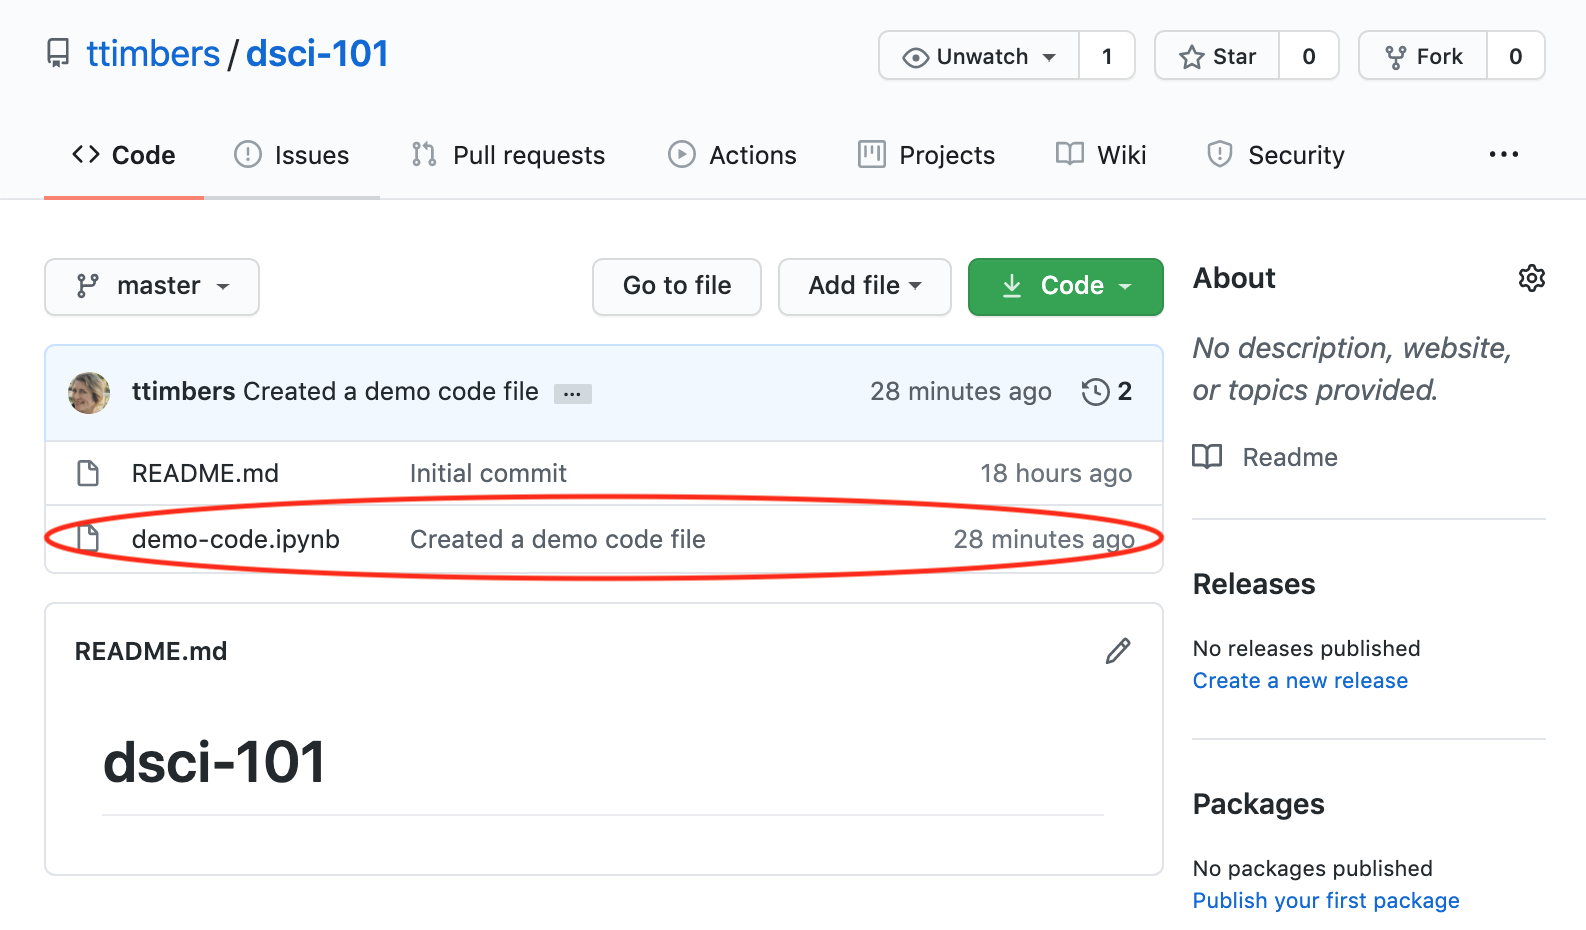 ttimbers / dsci-101
Unwatch 1 Star 0 Fork 0
Code Issues Pull requests Actions Projects Wiki Security ...
master Go to file Add file Code
ttimbers Created a demo code file ... 28 minutes ago 2
README.md Initial commit 18 hours ago
demo-code.ipynb Created a demo code file 28 minutes ago
README.md
dsci-101
About
No description, website,
or topics provided.
Readme
Releases
No releases published
Create a new release
Packages
No packages published
Publish your first package